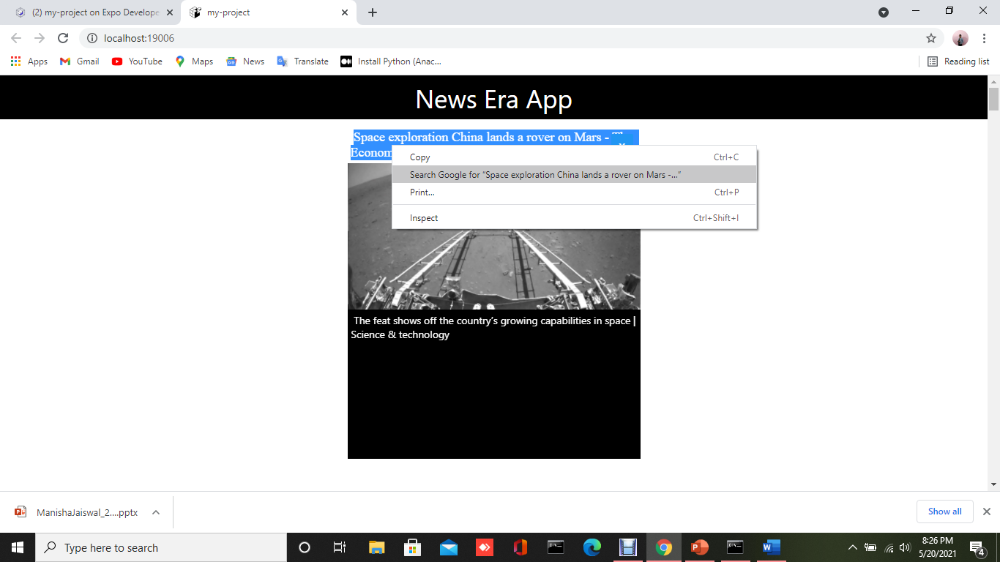 (2) my-project on Expo Develope
my-project
localhost:19006
Apps
Gmail
YouTube
Maps
News
Translate
Install Python (Anac...
Reading list
News Era App
Space exploration China lands a rover on Mars -
Econom
Copy Ctrl+C
Search Google for “Space exploration China lands a rover on Mars -...”
Print... Ctrl+P
Inspect Ctrl+Shift+I
The feat shows off the country’s growing capabilities in space |
Science & technology
ManishaJaiswal_2....pptx
Show all
Type here to search
8:26 PM
5/20/2021
4